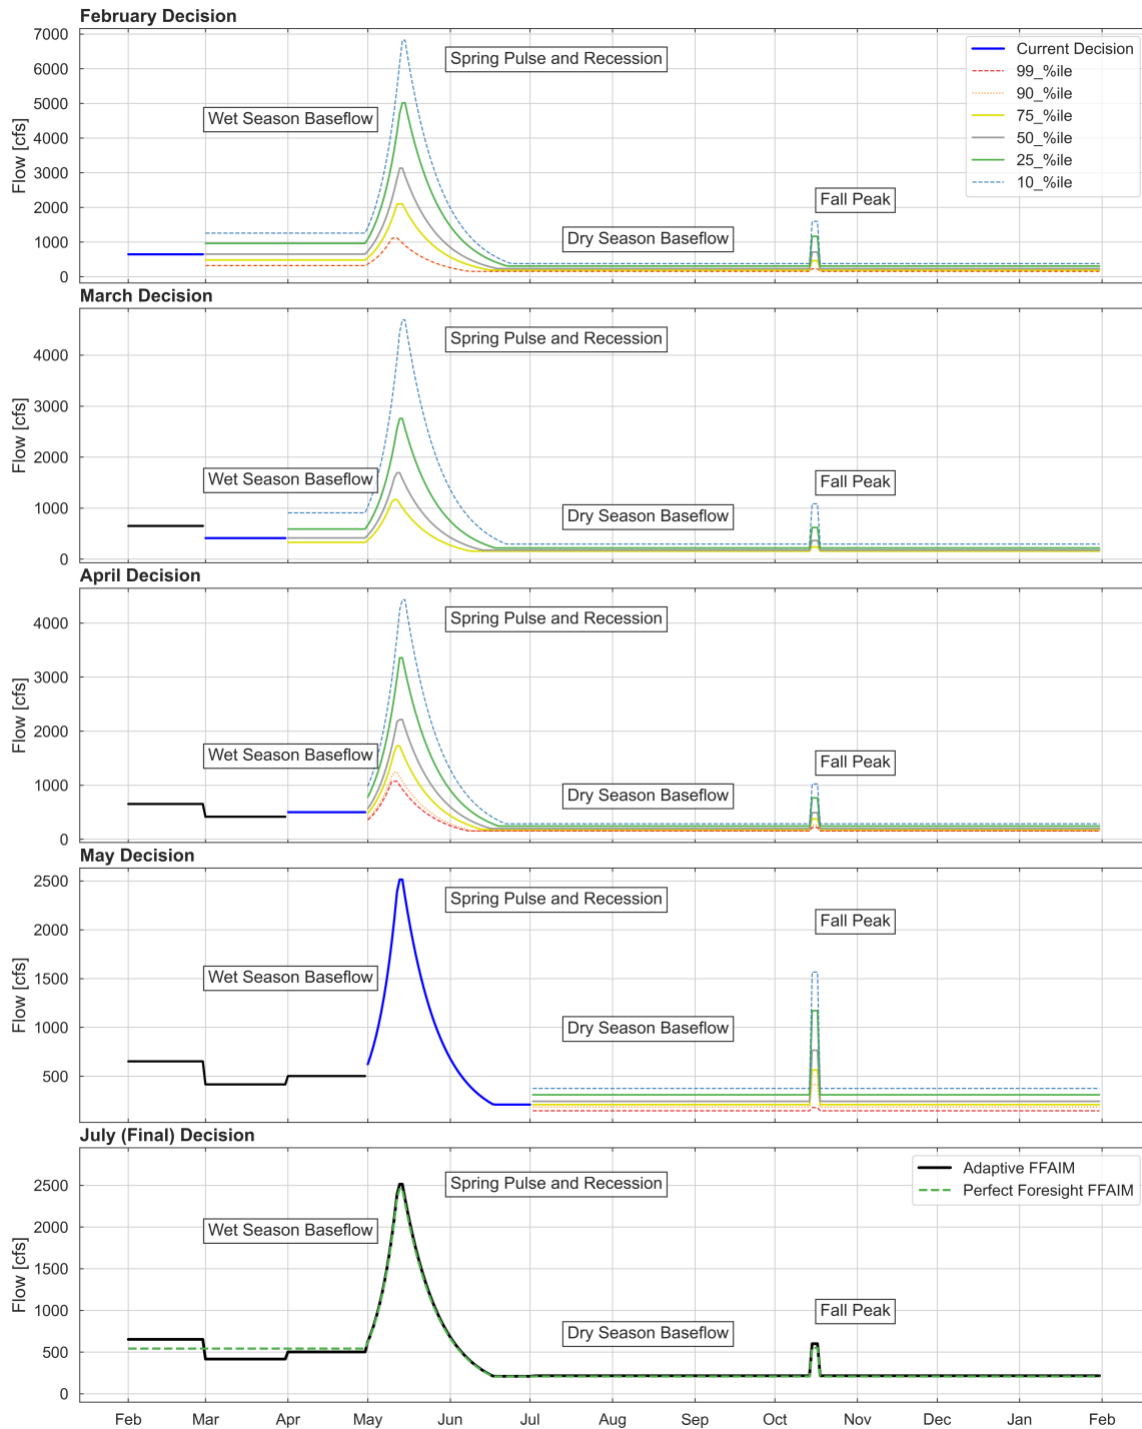 February Decision
7000
6000
5000
4000
3000
2000
1000
0
Flow [cfs]
Spring Pulse and Recession
Wet Season Baseflow
Dry Season Baseflow
Fall Peak
Current Decision
99_%ile
90_%ile
75_%ile
50_%ile
25_%ile
10_%ile
March Decision
4000
3000
2000
1000
0
Flow [cfs]
Spring Pulse and Recession
Wet Season Baseflow
Dry Season Baseflow
Fall Peak
April Decision
4000
3000
2000
1000
0
Flow [cfs]
Spring Pulse and Recession
Wet Season Baseflow
Dry Season Baseflow
Fall Peak
May Decision
2500
2000
1500
1000
500
Flow [cfs]
Spring Pulse and Recession
Wet Season Baseflow
Dry Season Baseflow
Fall Peak
July (Final) Decision
2500
2000
1500
1000
500
0
Flow [cfs]
Spring Pulse and Recession
Wet Season Baseflow
Dry Season Baseflow
Fall Peak
Adaptive FFAIM
Perfect Foresight FFAIM
Feb Mar Apr May Jun Jul Aug Sep Oct Nov Dec Jan Feb